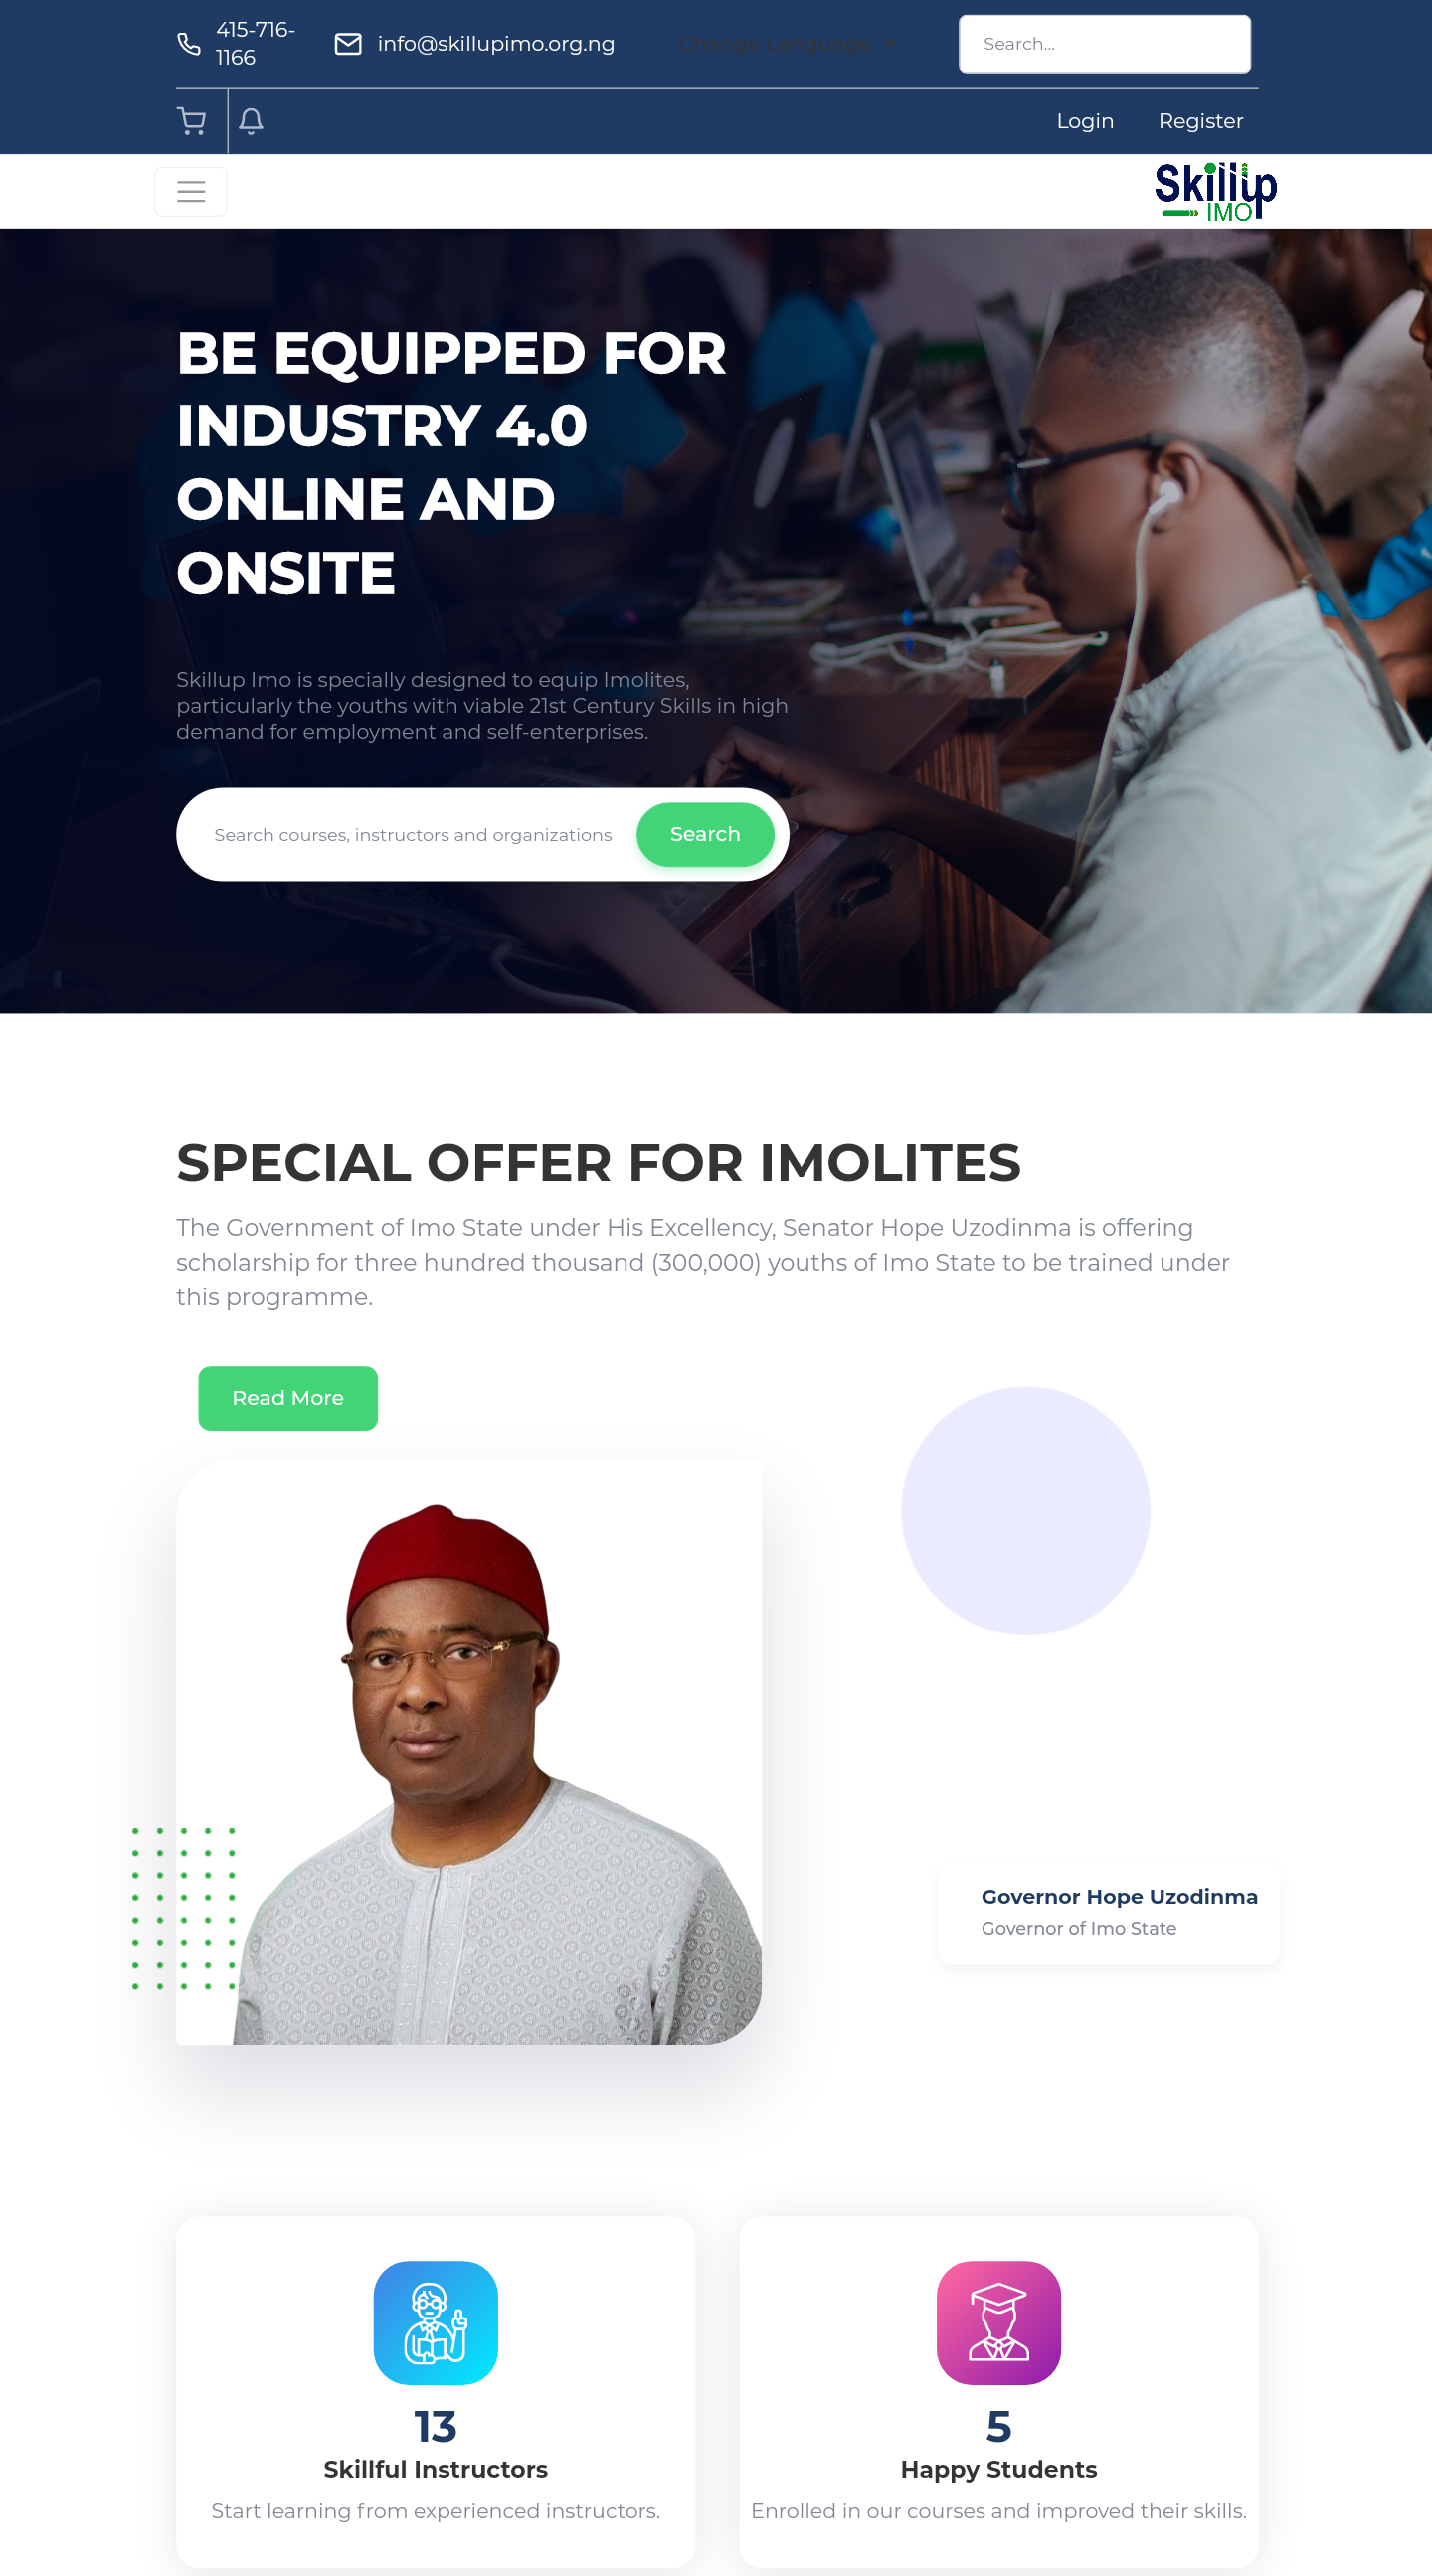 415-716-
1166
info@skillupimo.org.ng
Change Language
Search...
Login
Register
Skillup
IMO
BE EQUIPPED FOR
INDUSTRY 4.0
ONLINE AND
ONSITE
Skillup Imo is specially designed to equip Imolites,
particularly the youths with viable 21st Century Skills in high
demand for employment and self-enterprises.
Search courses, instructors and organizations
Search
SPECIAL OFFER FOR IMOLITES
The Government of Imo State under His Excellency, Senator Hope Uzodinma is offering
scholarship for three hundred thousand (300,000) youths of Imo State to be trained under
this programme.
Read More
Governor Hope Uzodinma
Governor of Imo State
13
Skillful Instructors
Start learning from experienced instructors.
5
Happy Students
Enrolled in our courses and improved their skills.